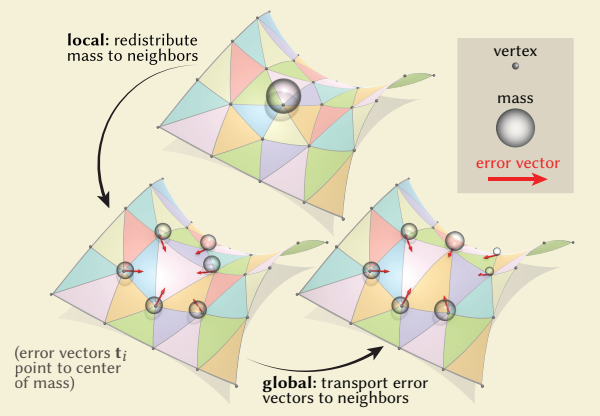 local: redistribute
mass to neighbors
vertex
mass
error vector
(error vectors tᵢ
point to center
of mass)
global: transport error
vectors to neighbors